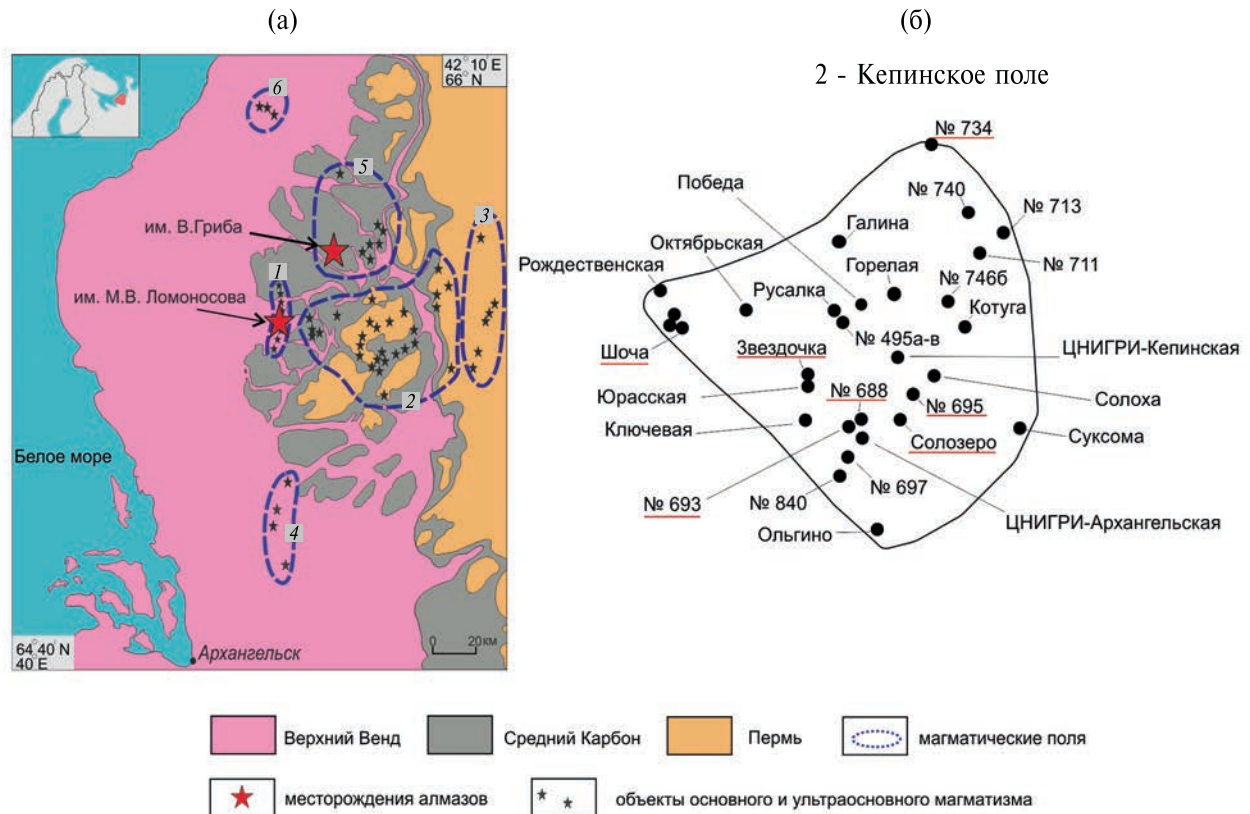 (а)
(б)
42° 10´ E
66° N
6
5
3
им. В.Гриба
1
им. М.В. Ломоносова
2
Белое море
4
64° 40´ N
40° E
Архангельск
0 20 км
2 - Кепинское поле
№ 734
Победа
№ 740
№ 713
Галина
Октябрьская
№ 711
Рождественская
Горелая
№ 746б
Русалка
Котуга
№ 495а-в
Шоча
Звездочка
ЦНИГРИ-Кепинская
Юрасская
№ 688
№ 695
Солоха
Ключевая
Солозеро
Суксома
№ 693
№ 840
№ 697
ЦНИГРИ-Архангельская
Ольгино
Верхний Венд
Средний Карбон
Пермь
магматические поля
месторождения алмазов
объекты основного и ультраосновного магматизма